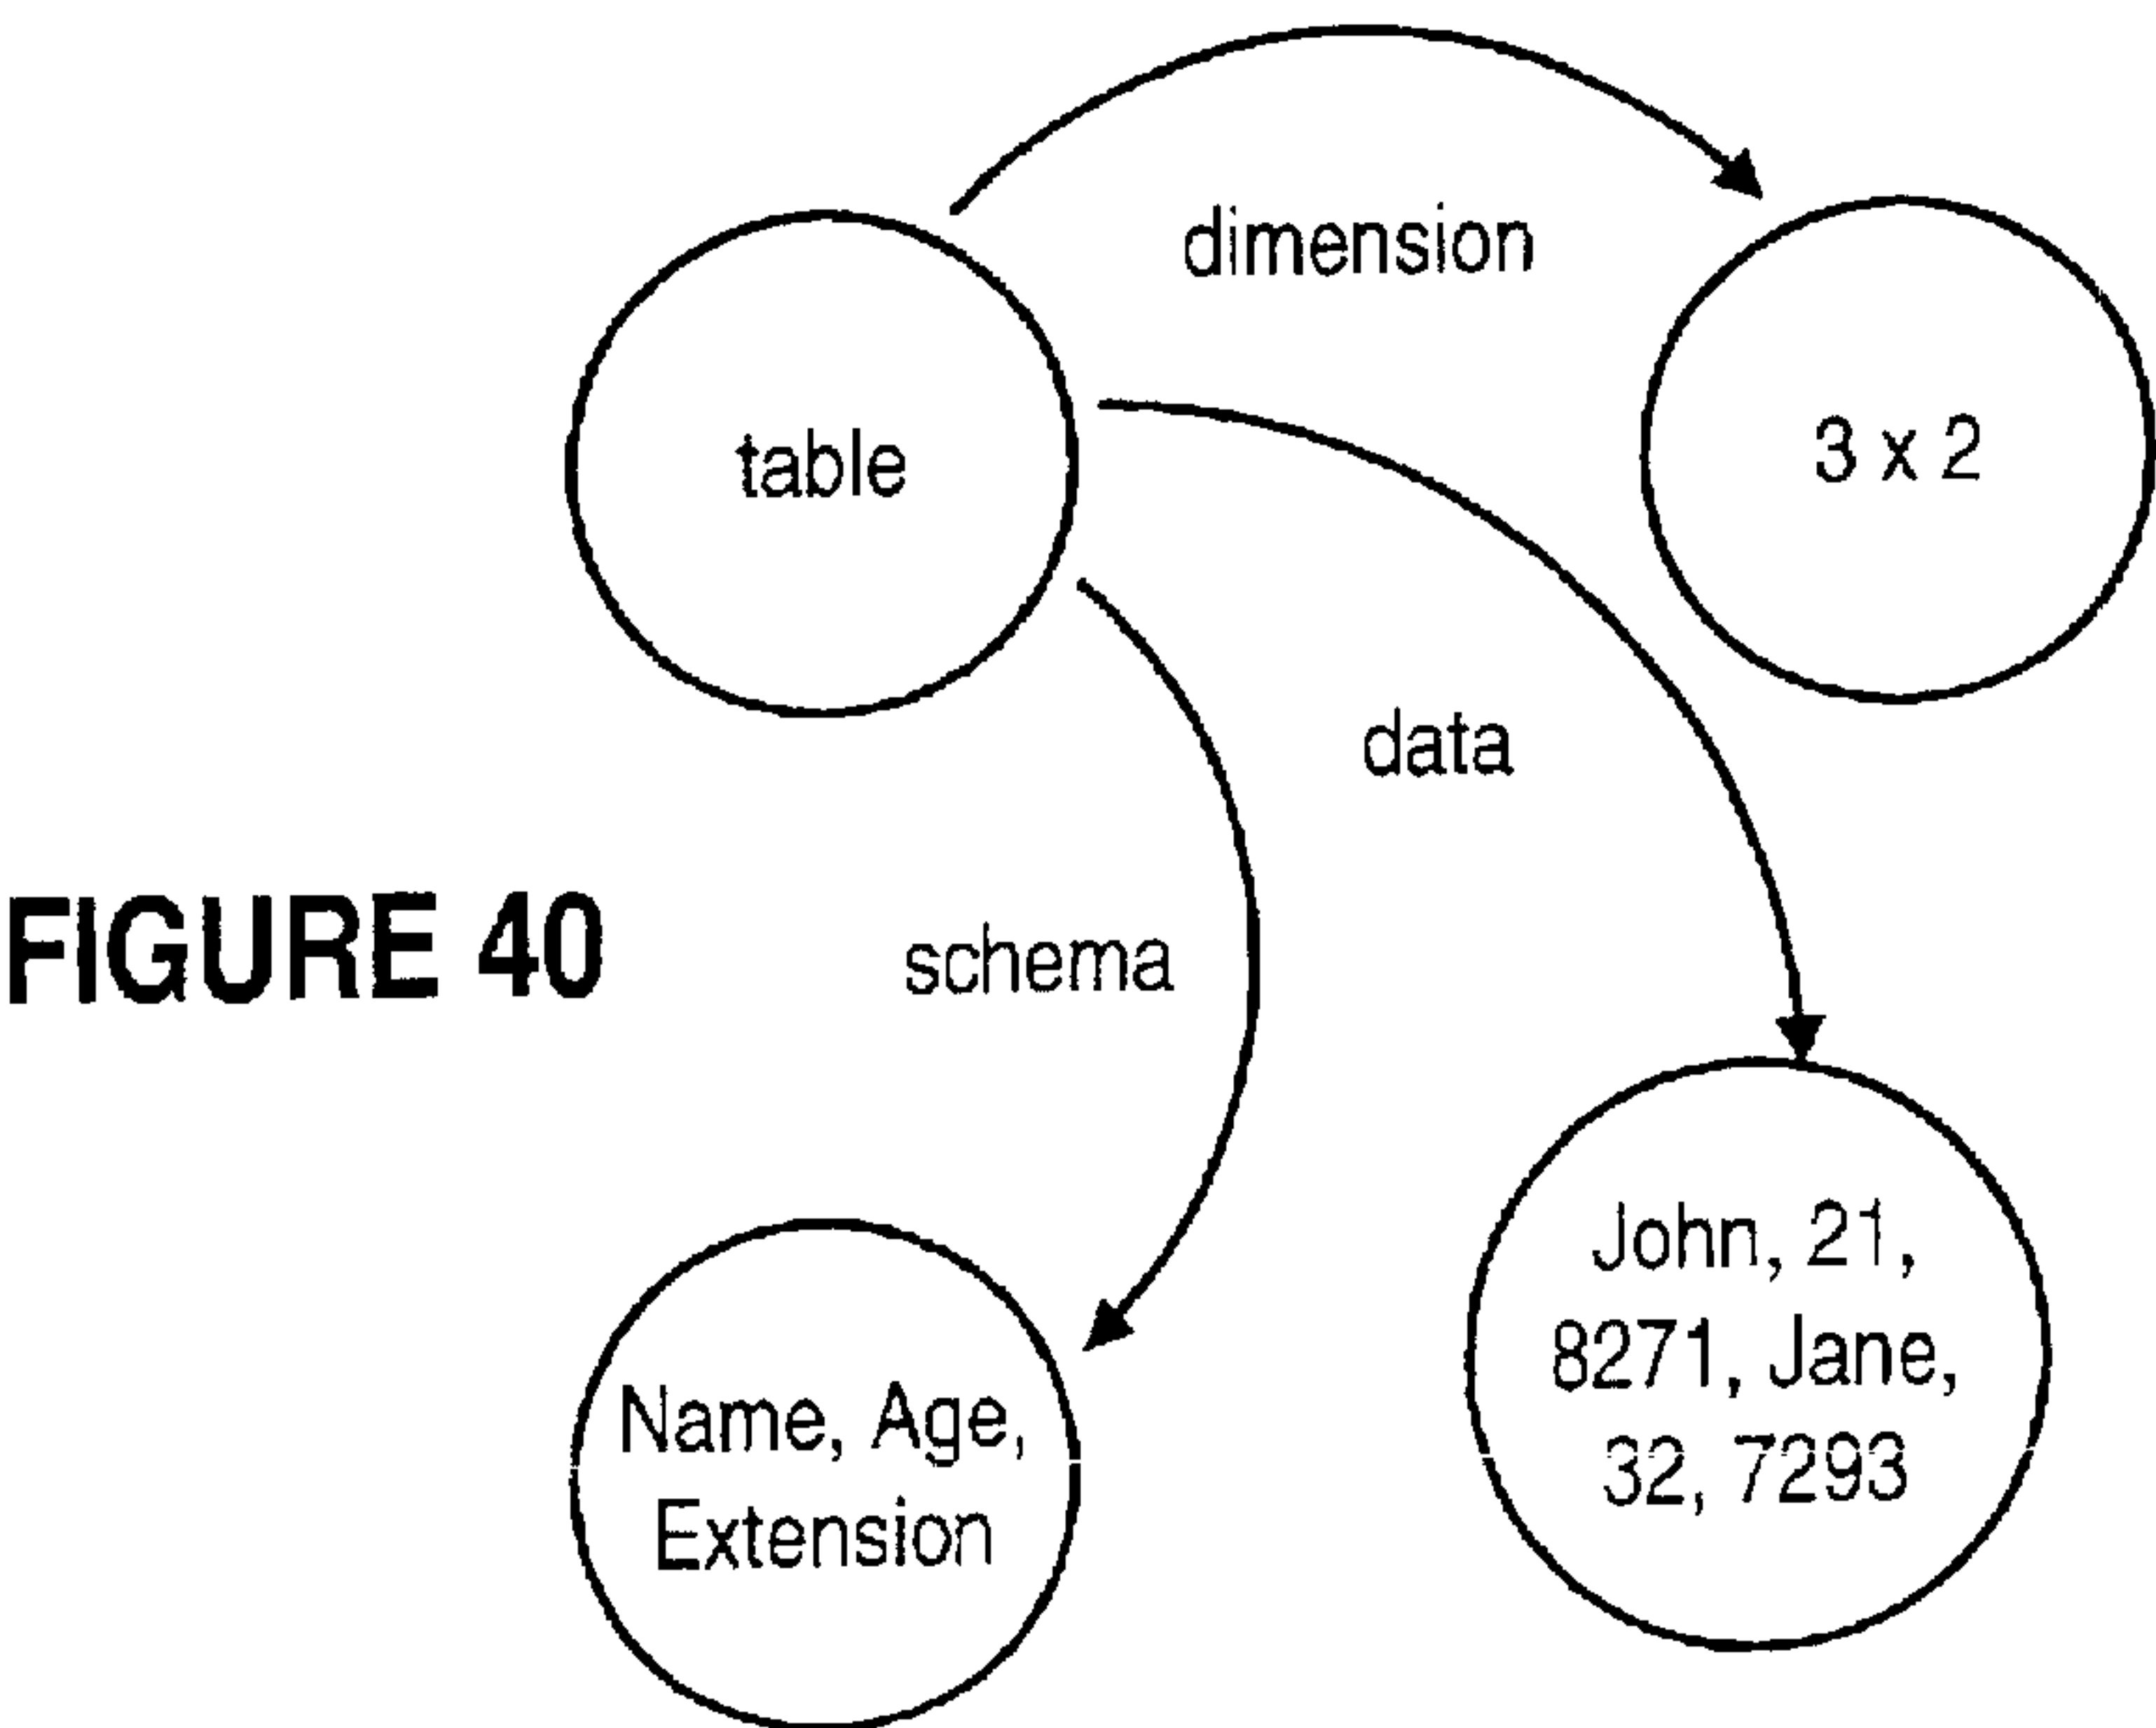 dimension
table
3 x 2
data
FIGURE 40
schema
John, 21,
8271, Jane,
32, 7293
Name, Age,
Extension